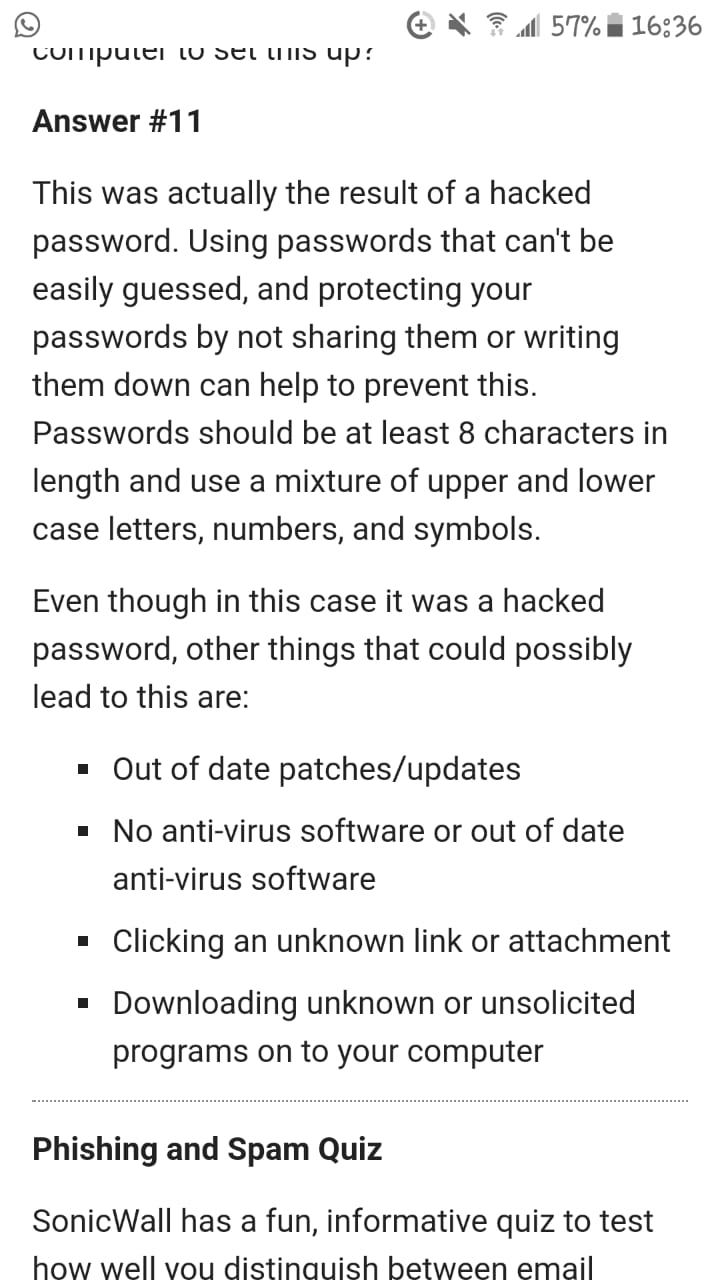 57% 16:36
computer to set this up?
Answer #11
This was actually the result of a hacked
password. Using passwords that can't be
easily guessed, and protecting your
passwords by not sharing them or writing
them down can help to prevent this.
Passwords should be at least 8 characters in
length and use a mixture of upper and lower
case letters, numbers, and symbols.
Even though in this case it was a hacked
password, other things that could possibly
lead to this are:
▪ Out of date patches/updates
▪ No anti-virus software or out of date
anti-virus software
▪ Clicking an unknown link or attachment
▪ Downloading unknown or unsolicited
programs on to your computer
Phishing and Spam Quiz
SonicWall has a fun, informative quiz to test
how well you distinguish between email